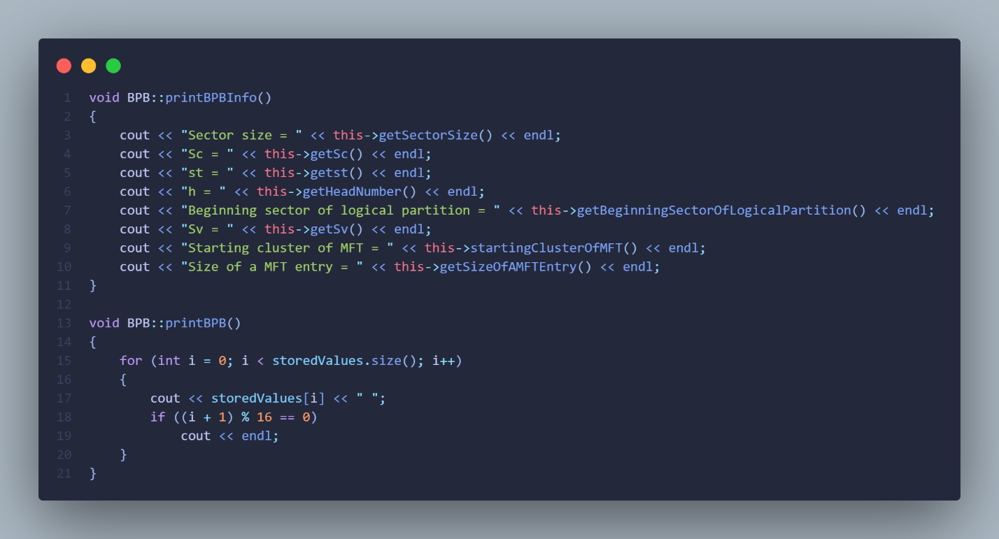 1 void BPB::printBPBInfo()
2 {
3     cout << "Sector size = " << this->getSectorSize() << endl;
4     cout << "Sc = " << this->getSc() << endl;
5     cout << "st = " << this->getst() << endl;
6     cout << "h = " << this->getHeadNumber() << endl;
7     cout << "Beginning sector of logical partition = " << this->getBeginningSectorOfLogicalPartition() << endl;
8     cout << "Sv = " << this->getSv() << endl;
9     cout << "Starting cluster of MFT = " << this->startingClusterOfMFT() << endl;
10     cout << "Size of a MFT entry = " << this->getSizeOfAMFTEntry() << endl;
11 }
12
13 void BPB::printBPB()
14 {
15     for (int i = 0; i < storedValues.size(); i++)
16     {
17         cout << storedValues[i] << " ";
18         if ((i + 1) % 16 == 0)
19             cout << endl;
20     }
21 }